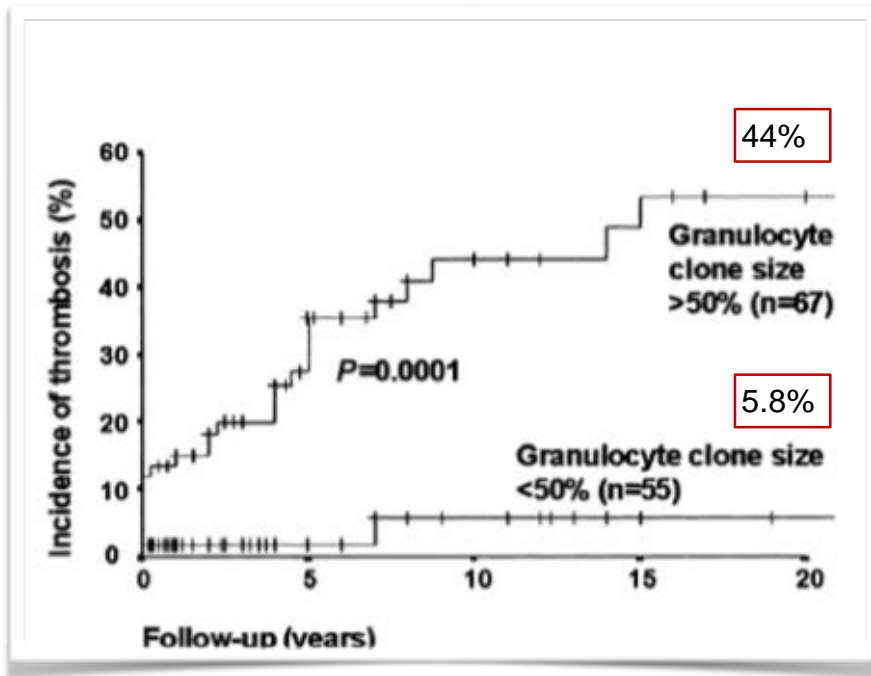 44%
60
50
40
30
20
10
0
Incidence of thrombosis (%)
Granulocyte
clone size
>50% (n=67)
P=0.0001
5.8%
Granulocyte clone size
<50% (n=55)
0 5 10 15 20
Follow-up (years)